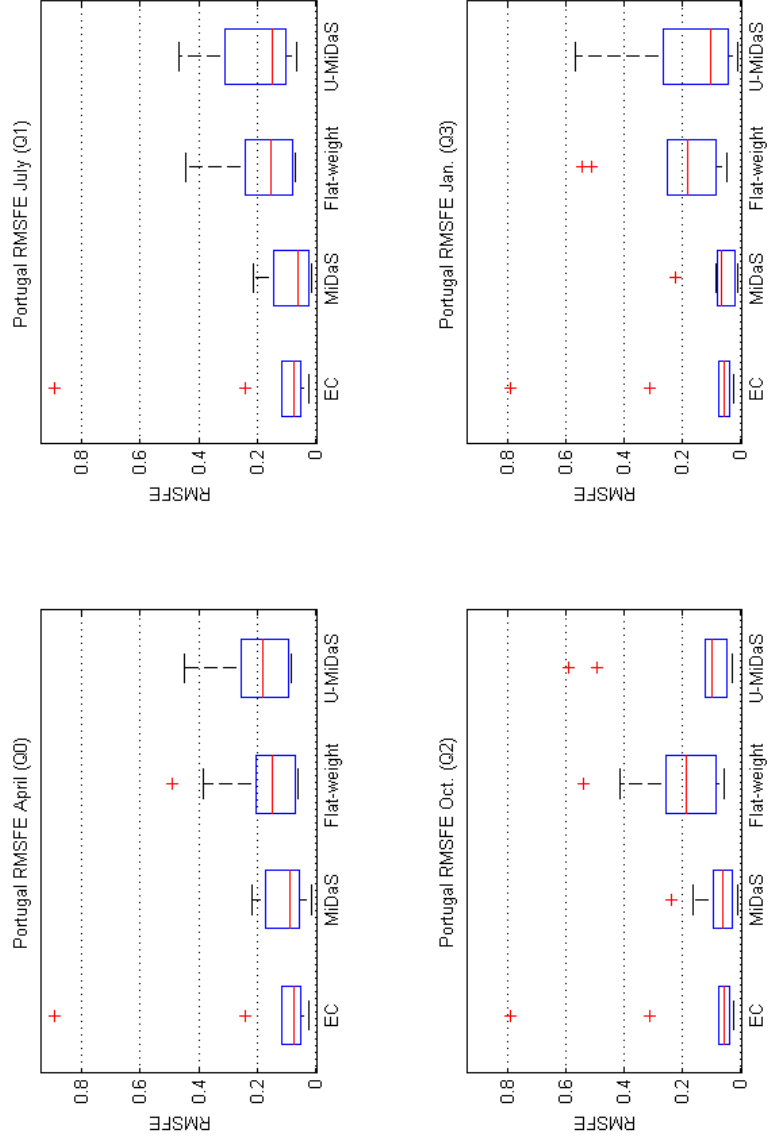 Portugal RMSFE April (Q0)
RMSFE
0.8
0.6
0.4
0.2
0
EC
MiDaS
Flat-weight
U-MiDaS
Portugal RMSFE July (Q1)
RMSFE
0.8
0.6
0.4
0.2
0
EC
MiDaS
Flat-weight
U-MiDaS
Portugal RMSFE Oct. (Q2)
RMSFE
0.8
0.6
0.4
0.2
0
EC
MiDaS
Flat-weight
U-MiDaS
Portugal RMSFE Jan. (Q3)
RMSFE
0.8
0.6
0.4
0.2
0
EC
MiDaS
Flat-weight
U-MiDaS